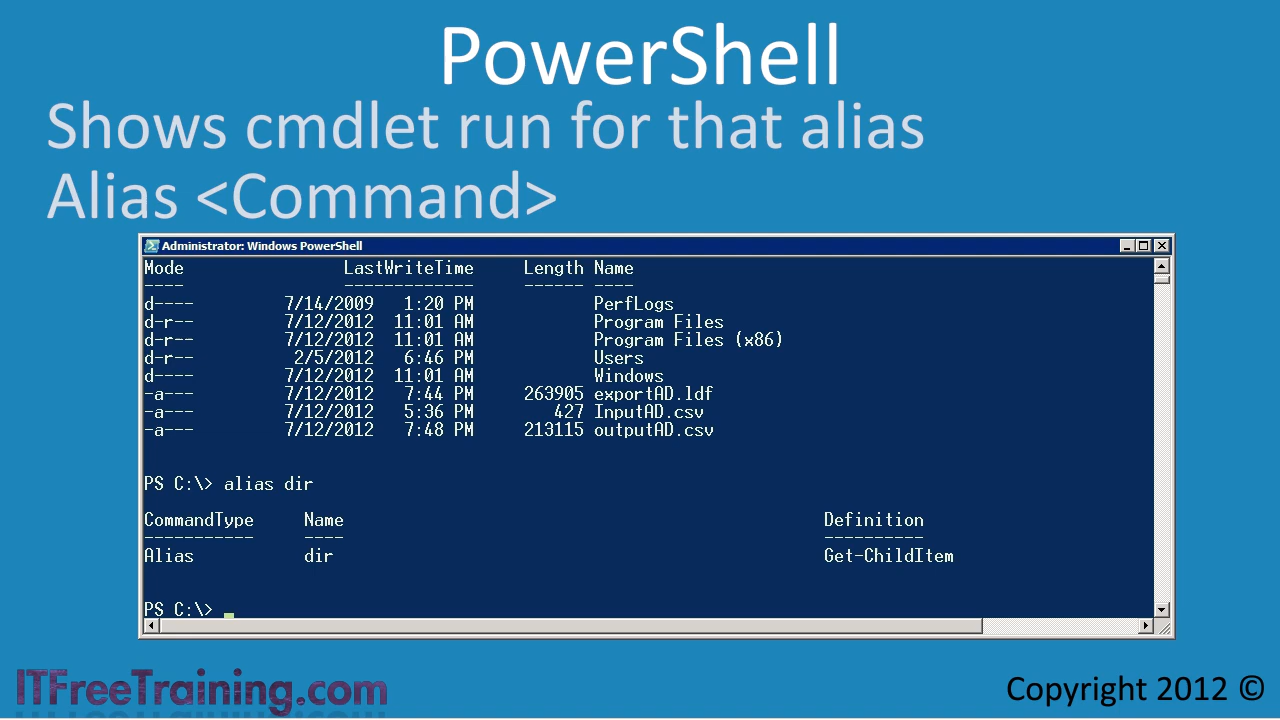 PowerShell
Shows cmdlet run for that alias
Alias <Command>
Administrator: Windows PowerShell
Mode LastWriteTime Length Name
---- ------------- ------ ----
d---- 7/14/2009 1:20 PM PerfLogs
d-r-- 7/12/2012 11:01 AM Program Files
d-r-- 7/12/2012 11:01 AM Program Files (x86)
d-r-- 2/5/2012 6:46 PM Users
d---- 7/12/2012 11:01 AM Windows
-a--- 7/12/2012 7:44 PM 263905 exportAD.ldf
-a--- 7/12/2012 5:36 PM 427 InputAD.csv
-a--- 7/12/2012 7:48 PM 213115 outputAD.csv
PS C:\> alias dir
CommandType Name Definition
----------- ---- ----------
Alias dir Get-ChildItem
PS C:\> _
ITFreeTraining.com
Copyright 2012 ©